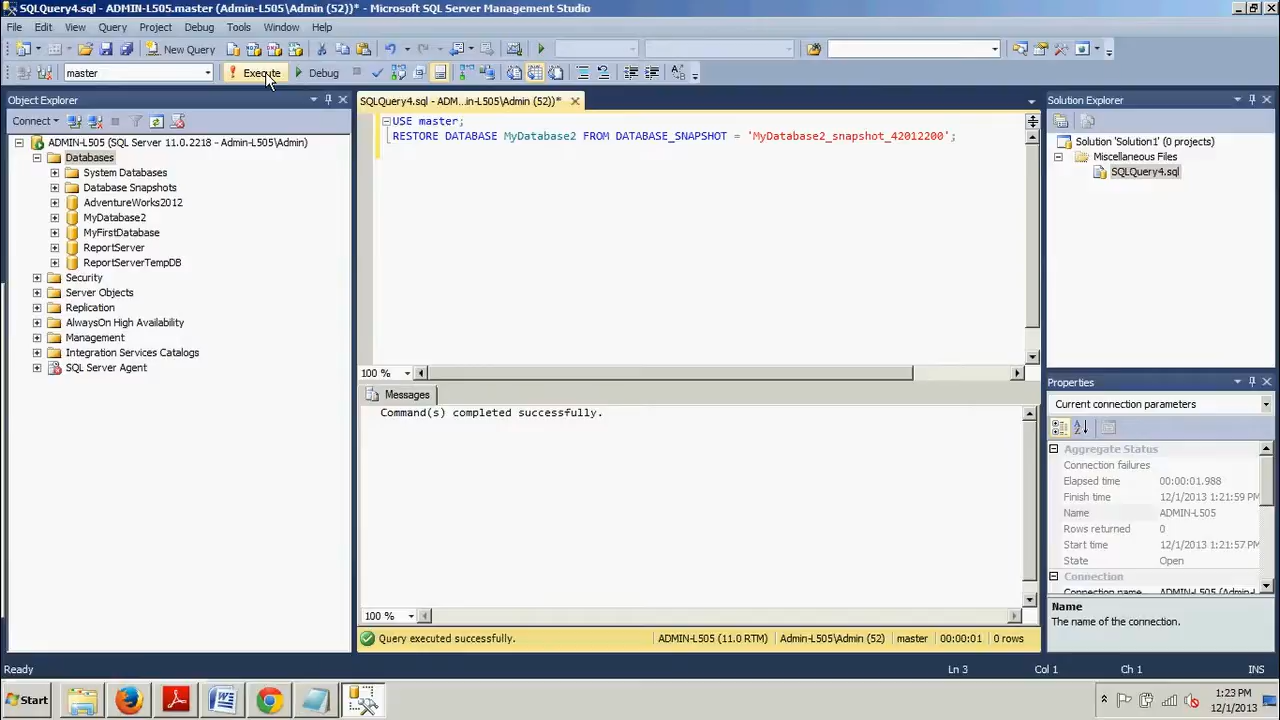 SQLQuery4.sql - ADMIN-L505.master (Admin-L505\Admin (52))* - Microsoft SQL Server Management Studio
File Edit View Query Project Debug Tools Window Help
New Query
master Execute Debug
Object Explorer
Connect
ADMIN-L505 (SQL Server 11.0.2218 - Admin-L505\Admin)
Databases
System Databases
Database Snapshots
AdventureWorks2012
MyDatabase2
MyFirstDatabase
ReportServer
ReportServerTempDB
Security
Server Objects
Replication
AlwaysOn High Availability
Management
Integration Services Catalogs
SQL Server Agent
SQLQuery4.sql - ADM...in-L505\Admin (52))*
USE master;
RESTORE DATABASE MyDatabase2 FROM DATABASE_SNAPSHOT = 'MyDatabase2_snapshot_42012200';
100 %
Messages
Command(s) completed successfully.
100 %
Query executed successfully. ADMIN-L505 (11.0 RTM) Admin-L505\Admin (52) master 00:00:01 0 rows
Solution Explorer
Solution 'Solution1' (0 projects)
Miscellaneous Files
SQLQuery4.sql
Properties
Current connection parameters
Aggregate Status
Connection failures
Elapsed time 00:00:01.988
Finish time 12/1/2013 1:21:59 PM
Name ADMIN-L505
Rows returned 0
Start time 12/1/2013 1:21:57 PM
State Open
Connection
Connection name ADMIN-L505 (Admin-L
Name
The name of the connection.
Ready Ln 3 Col 1 Ch 1 INS
Start 1:23 PM
12/1/2013